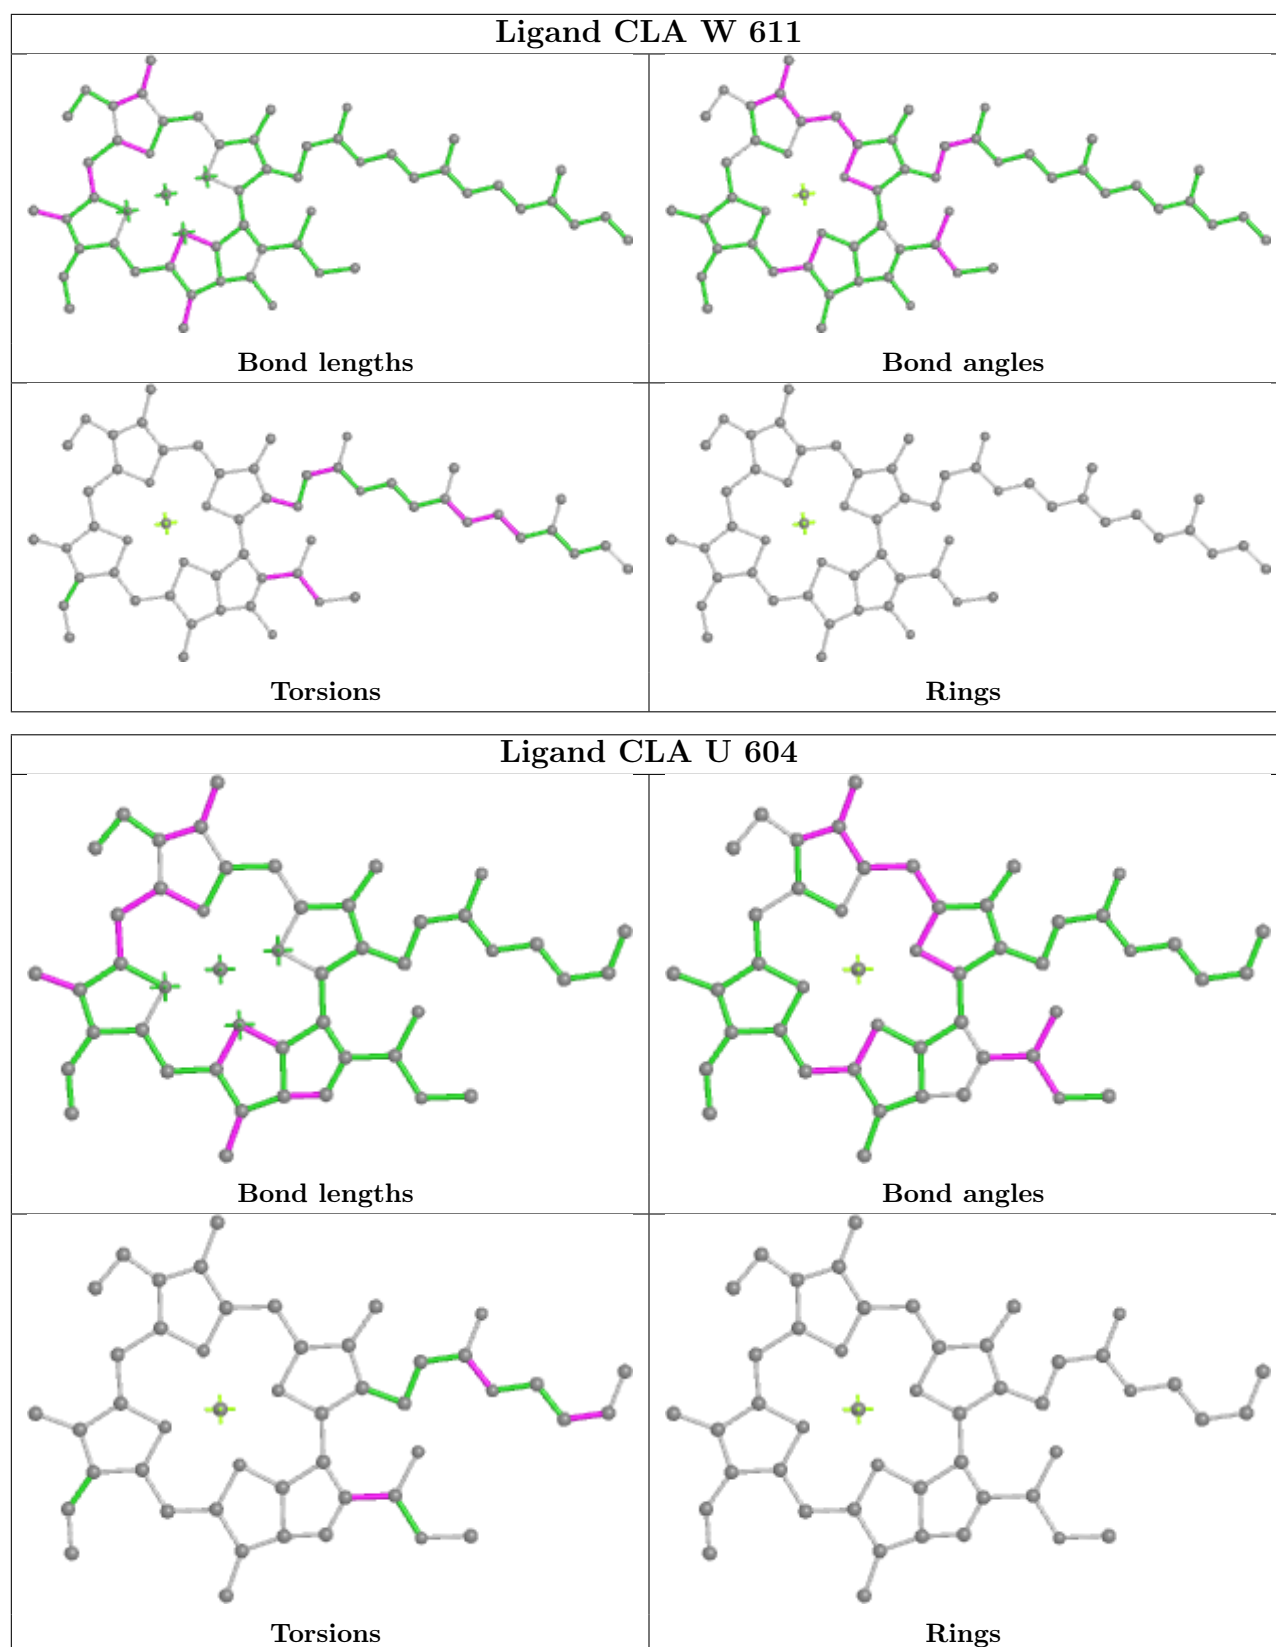 Ligand CLA W 611
Bond lengths
Bond angles
Torsions
Rings
Ligand CLA U 604
Bond lengths
Bond angles
Torsions
Rings